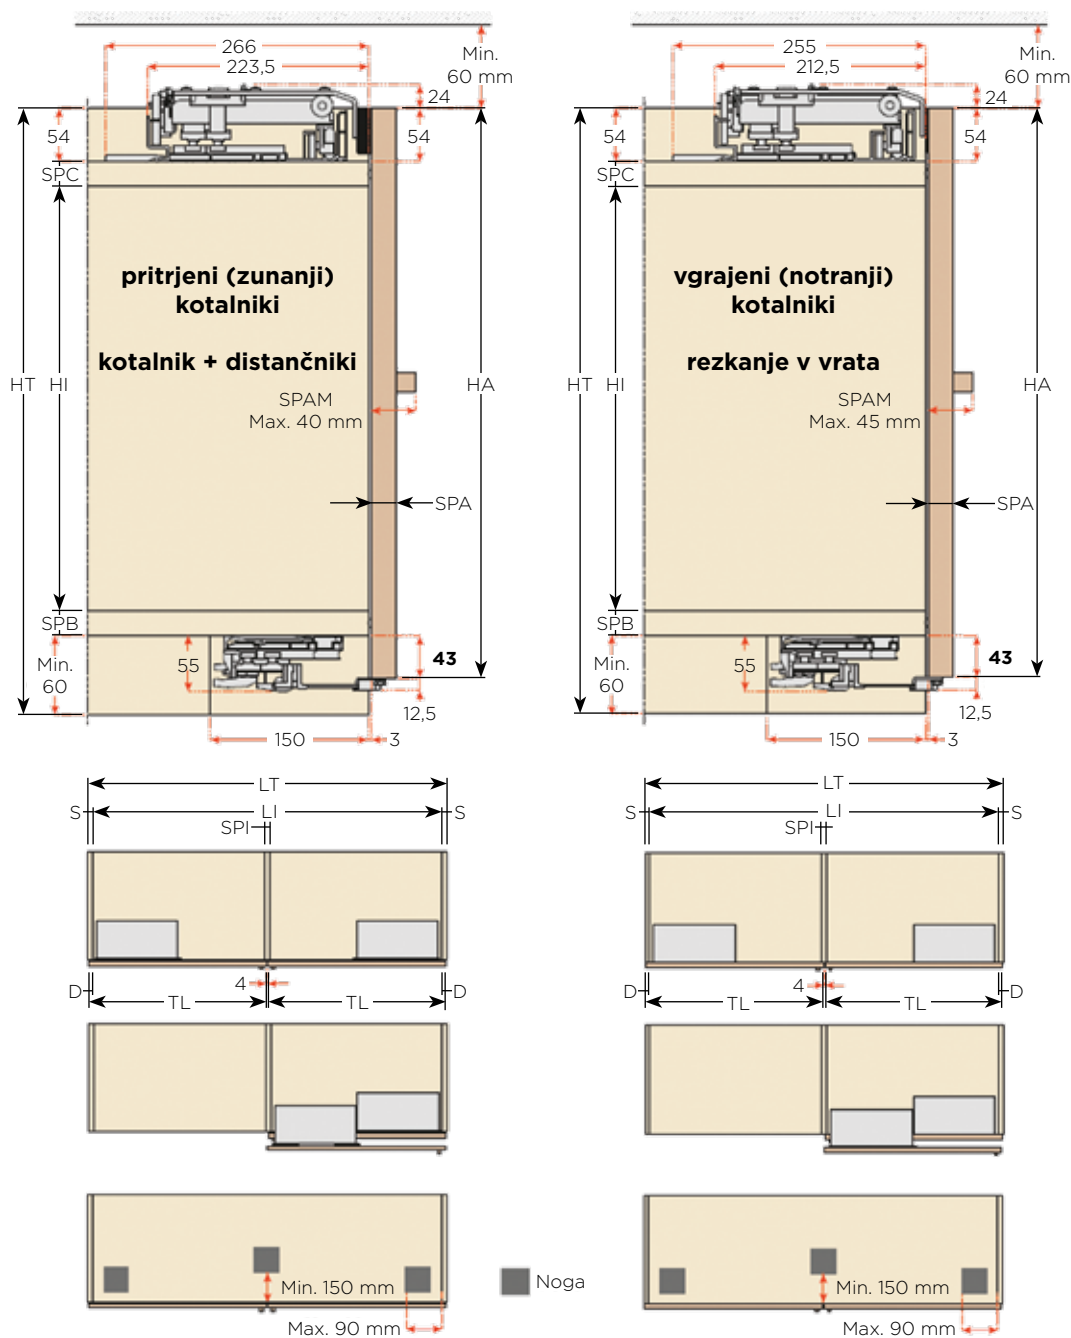 266
223,5
Min.
60 mm
24
54
54
SPC
pritrjeni (zunanji)
kotalniki
kotalnik + distančniki
HT
HI
HA
SPAM
Max. 40 mm
SPA
SPB
Min.
60
55
43
12,5
150
3
255
212,5
Min.
60 mm
24
54
54
SPC
vgrajeni (notranji)
kotalniki
rezkanje v vrata
HT
HI
HA
SPAM
Max. 45 mm
SPA
SPB
Min.
60
55
43
12,5
150
3
LT
S
LI
S
SPI
4
D
TL
TL
D
LT
S
LI
S
SPI
4
D
TL
TL
D
Min. 150 mm
Max. 90 mm
Noga
Min. 150 mm
Max. 90 mm